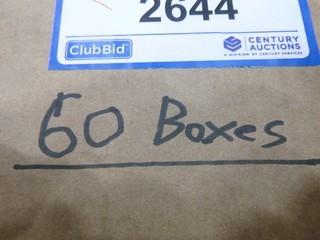 2644
ClubBid
CENTURY
AUCTIONS
A DIVISION OF CENTURY SERVICES
60 Boxes